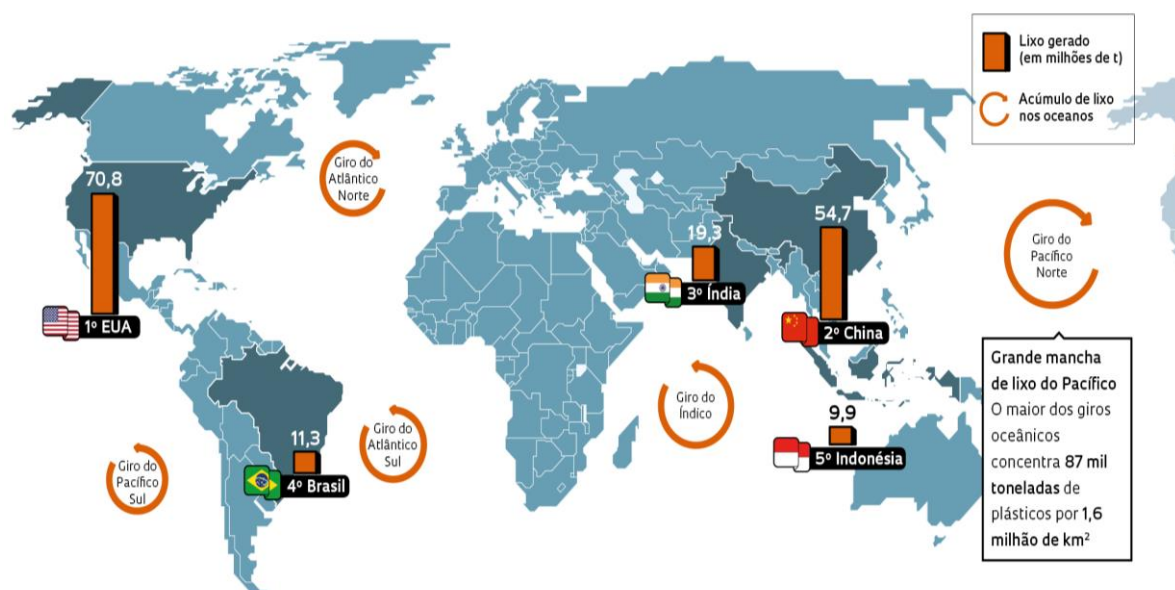 Lixo gerado
(em milhões de t)
Acúmulo de lixo
nos oceanos
Giro do
Atlântico
Norte
70,8
1º EUA
19,3
3º Índia
54,7
2º China
Giro do
Pacífico
Norte
Giro do
Pacífico
Sul
11,3
4º Brasil
Giro do
Atlântico
Sul
Giro do
Índico
9,9
5º Indonésia
Grande mancha
de lixo do Pacífico
O maior dos giros
oceânicos
concentra 87 mil
toneladas de
plásticos por 1,6
milhão de km²